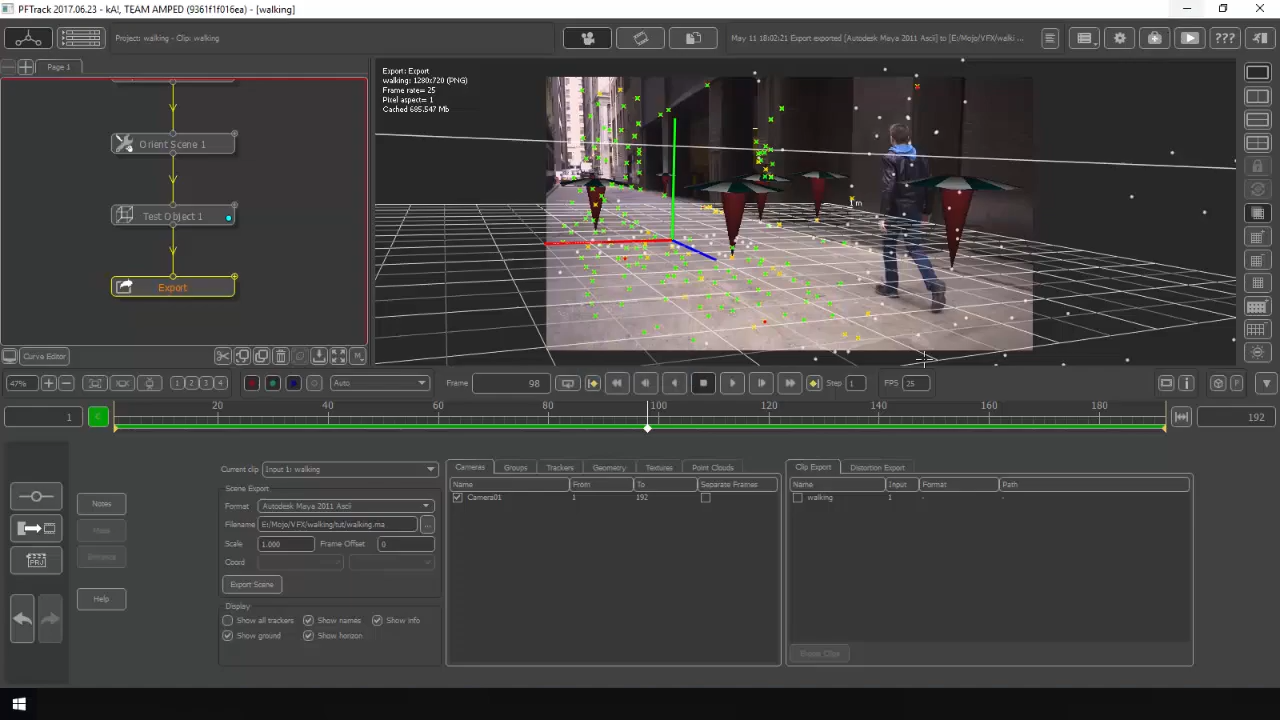 PFTrack 2017.06.23 - kA!, TEAM AMPED (9361f1f016ea) - [walking]
Project: walking - Clip: walking
May 11 18:02:21 Export exported [Autodesk Maya 2011 Ascii] to [E:/Mojo/VFX/walki ...
???
Page 1
Export: Export
walking: 1280x720 (PNG)
Frame rate= 25
Pixel aspect= 1
Cached 685.547 Mb
Orient Scene 1
Test Object 1
Export
Curve Editor
M
47%
1 2 3 4
Auto
Frame 98
Step 1
FPS 25
F
1
20 40 60 80 100 120 140 160 180
192
Current clip Input 1: walking
Scene Export
Format Autodesk Maya 2011 Ascii
Filename E:/Mojo/VFX/walking/tut/walking.ma ...
Scale 1.000 Frame Offset 0
Coord
Export Scene
Display
Show all trackers Show names Show info
Show ground Show horizon
Notes
Help
PRJ
Cameras Groups Trackers Geometry Textures Point Clouds
Name From To Separate Frames
Camera01 1 192
Clip Export Distortion Export
Name Input Format Path
walking 1 - -